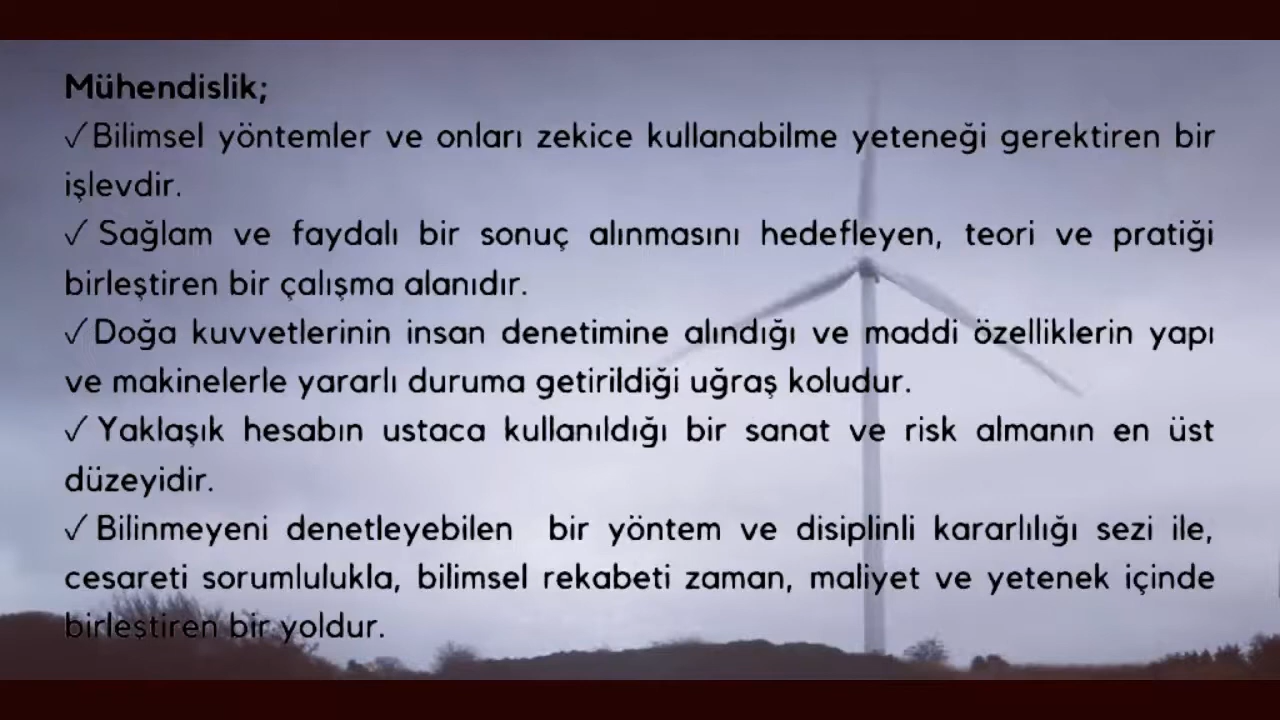 Mühendislik;
✓Bilimsel yöntemler ve onları zekice kullanabilme yeteneği gerektiren bir
işlevdir.
✓ Sağlam ve faydalı bir sonuç alınmasını hedefleyen, teori ve pratiği
birleştiren bir çalışma alanıdır.
✓Doğa kuvvetlerinin insan denetimine alındığı ve maddi özelliklerin yapı
ve makinelerle yararlı duruma getirildiği uğraş koludur.
✓ Yaklaşık hesabın ustaca kullanıldığı bir sanat ve risk almanın en üst
düzeyidir.
✓ Bilinmeyeni denetleyebilen bir yöntem ve disiplinli kararlılığı sezi ile,
cesareti sorumlulukla, bilimsel rekabeti zaman, maliyet ve yetenek içinde
birleştiren bir yoldur.